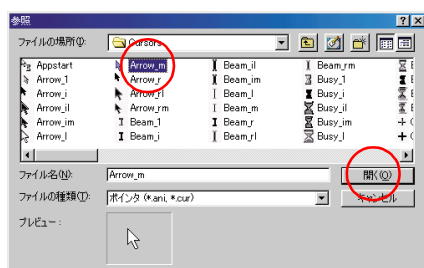 参照
ファイルの場所(I):
Cursors
Appstart
Arrow_1
Arrow_i
Arrow_il
Arrow_im
Arrow_l
Arrow_m
Arrow_r
Arrow_rl
Arrow_rm
Beam_1
Beam_i
Beam_il
Beam_im
Beam_l
Beam_m
Beam_r
Beam_rl
Beam_rm
Busy_1
Busy_i
Busy_il
Busy_im
Busy_l
ファイル名(N):
Arrow_m
開く(O)
ファイルの種類(T):
ポインタ (*.ani, *.cur)
キャンセル
プレビュー: